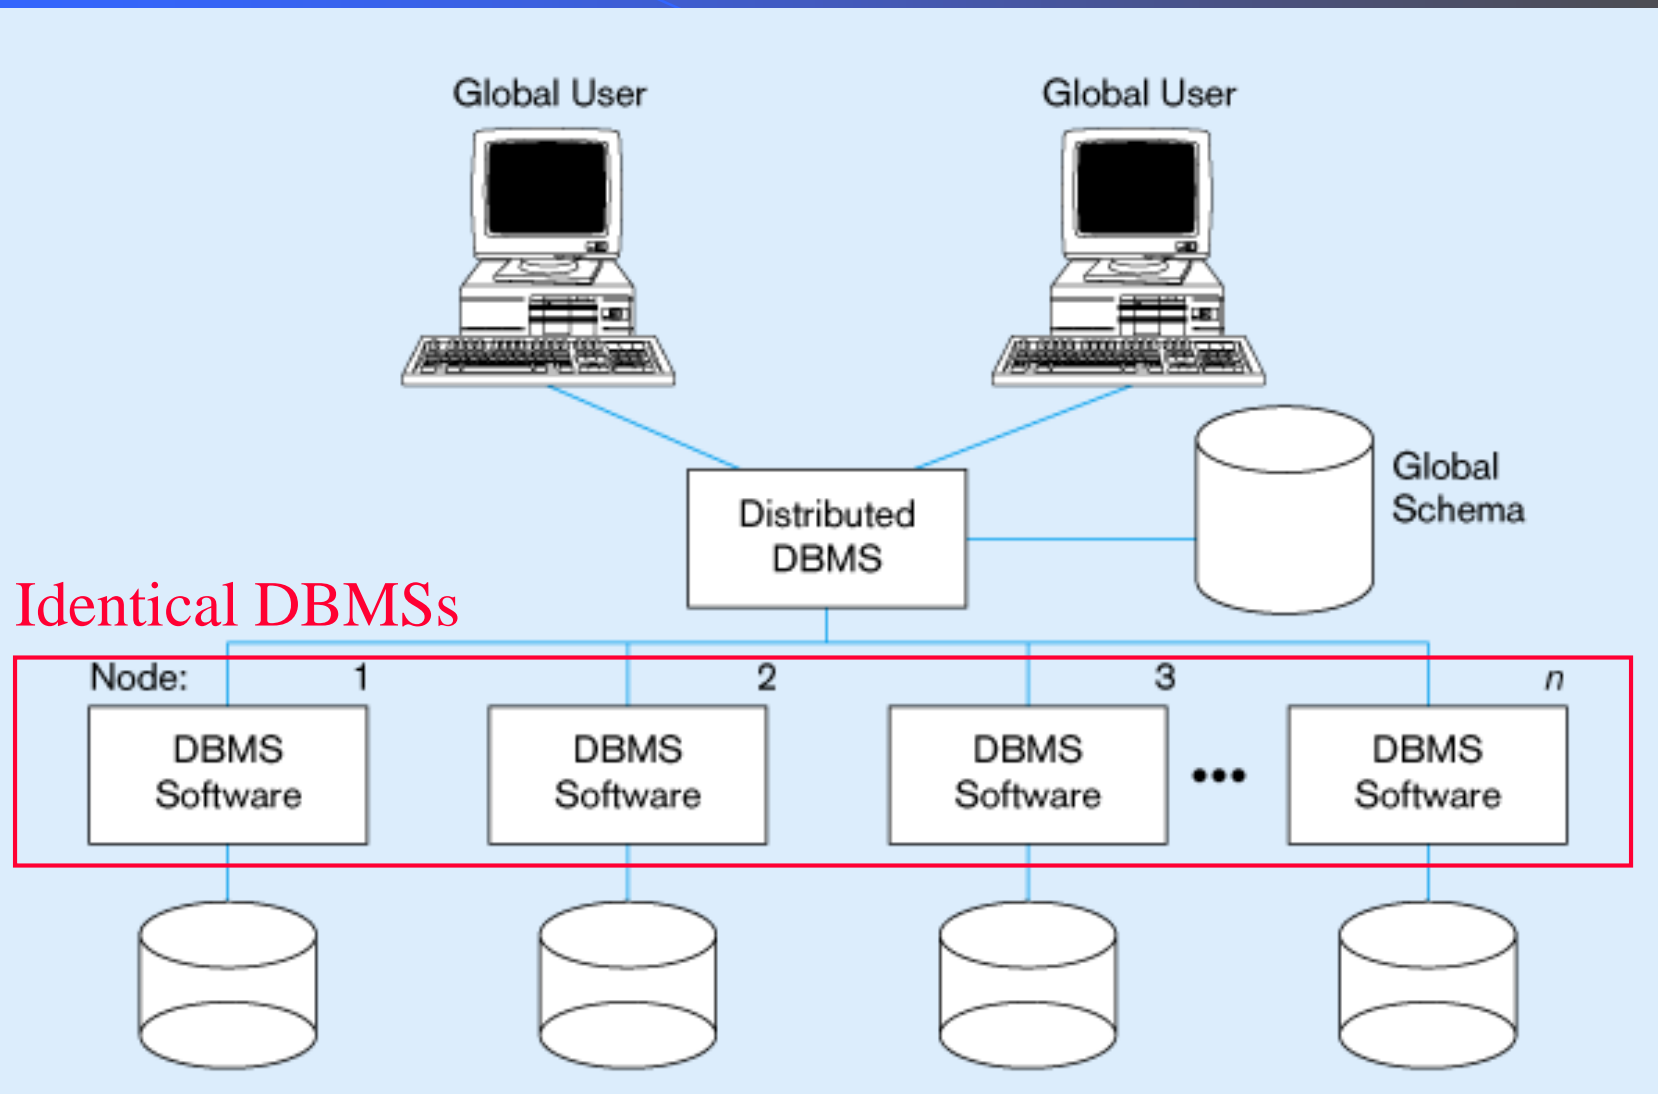 Global User
Global User
Global
Schema
Distributed
DBMS
Identical DBMSs
Node: 1 2 3 n
DBMS
Software
DBMS
Software
DBMS
Software
•••
DBMS
Software